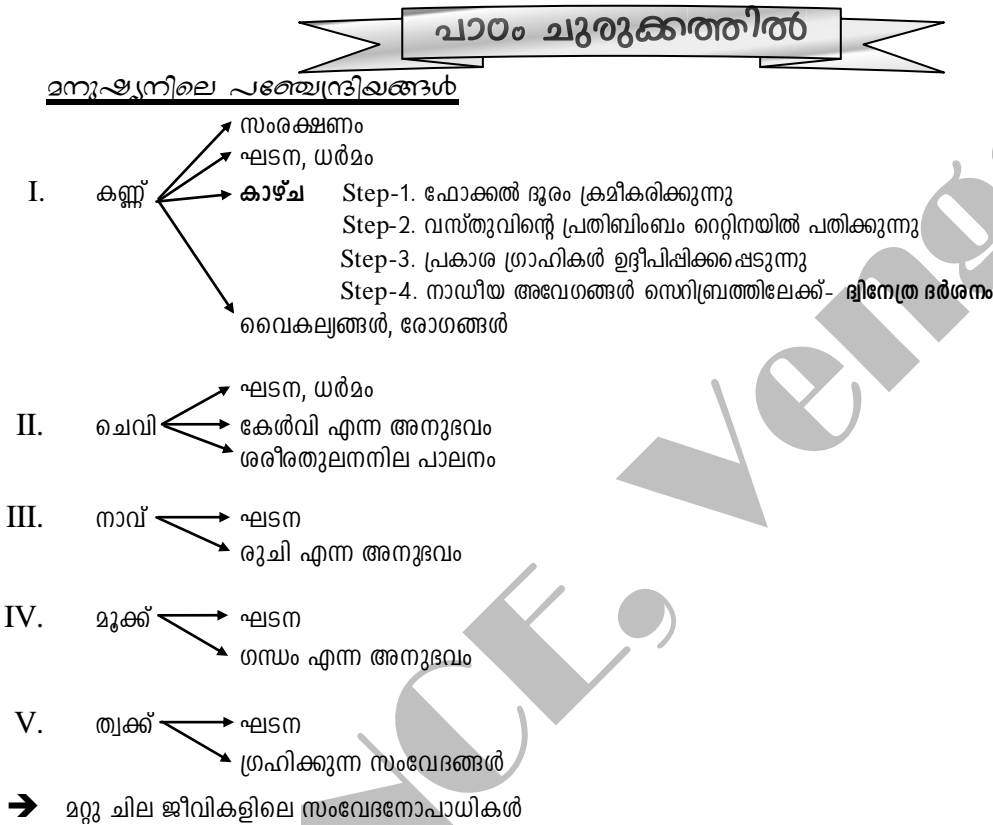 പാഠം ചുരുക്കത്തിൽ
മനുഷ്യനിലെ പഞ്ചേന്ദ്രിയങ്ങൾ
സംരക്ഷണം
ഘടന, ധർമം
I. കണ്ണ് കാഴ്ച Step-1. ഫോക്കൽ ദൂരം ക്രമീകരിക്കുന്നു
Step-2. വസ്തുവിന്റെ പ്രതിബിംബം റെറ്റിനയിൽ പതിക്കുന്നു
Step-3. പ്രകാശ ഗ്രാഹികൾ ഉദ്ദീപിപ്പിക്കപ്പെടുന്നു
Step-4. നാഡീയ അവേഗങ്ങൾ സെറിബ്രത്തിലേക്ക്- ദ്വിനേത്ര ദർശനം
വൈകല്യങ്ങൾ, രോഗങ്ങൾ
ഘടന, ധർമം
II. ചെവി കേൾവി എന്ന അനുഭവം
ശരീരതുലനനില പാലനം
III. നാവ് ഘടന
രുചി എന്ന അനുഭവം
IV. മൂക്ക് ഘടന
ഗന്ധം എന്ന അനുഭവം
V. ത്വക്ക് ഘടന
ഗ്രഹിക്കുന്ന സംവേദങ്ങൾ
➔ മറ്റു ചില ജീവികളിലെ സംവേദനോപാധികൾ